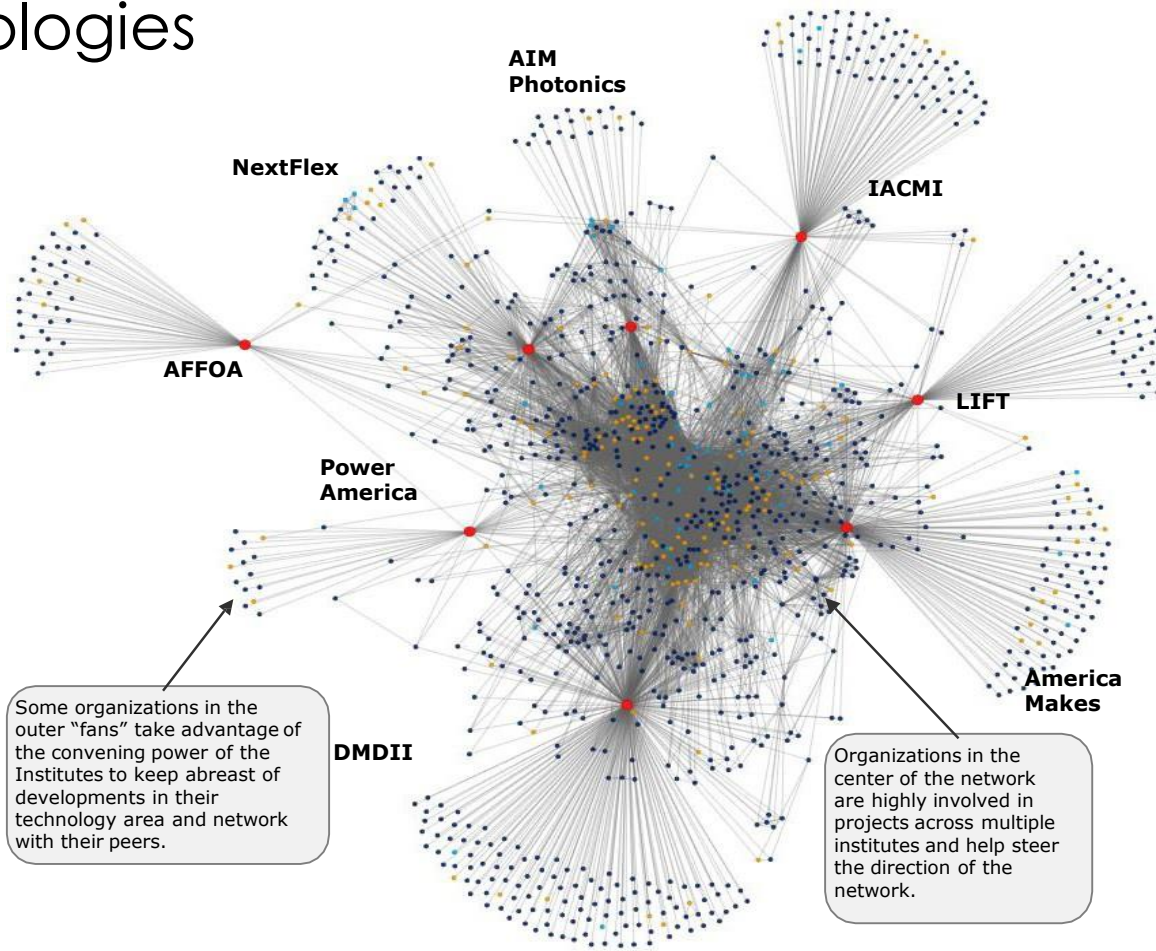 ologies
AIM
Photonics
NextFlex
IACMI
AFFOA
LIFT
Power
America
America
Makes
DMDII
Some organizations in the
outer “fans” take advantage of
the convening power of the
Institutes to keep abreast of
developments in their
technology area and network
with their peers.
Organizations in the
center of the network
are highly involved in
projects across multiple
institutes and help steer
the direction of the
network.